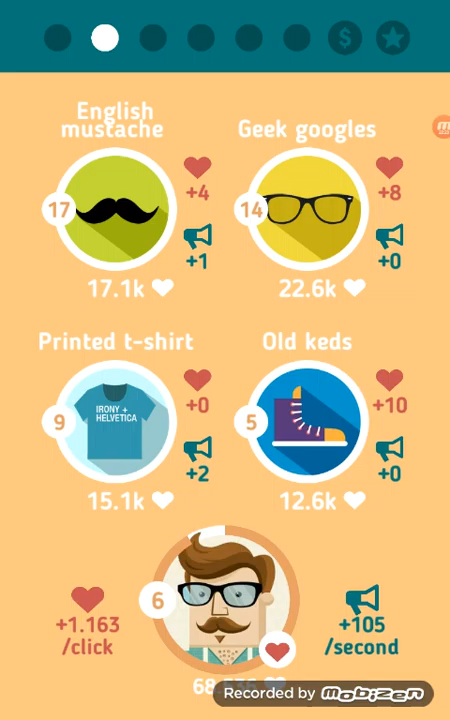 $
English
mustache
Geek googles
17
+4
+1
14
+8
+0
17.1k
22.6k
Printed t-shirt
Old keds
9
IRONY +
HELVETICA
+0
+2
5
+10
+0
15.1k
12.6k
6
+1.163
/click
+105
/second
Recorded by MOBIZEN